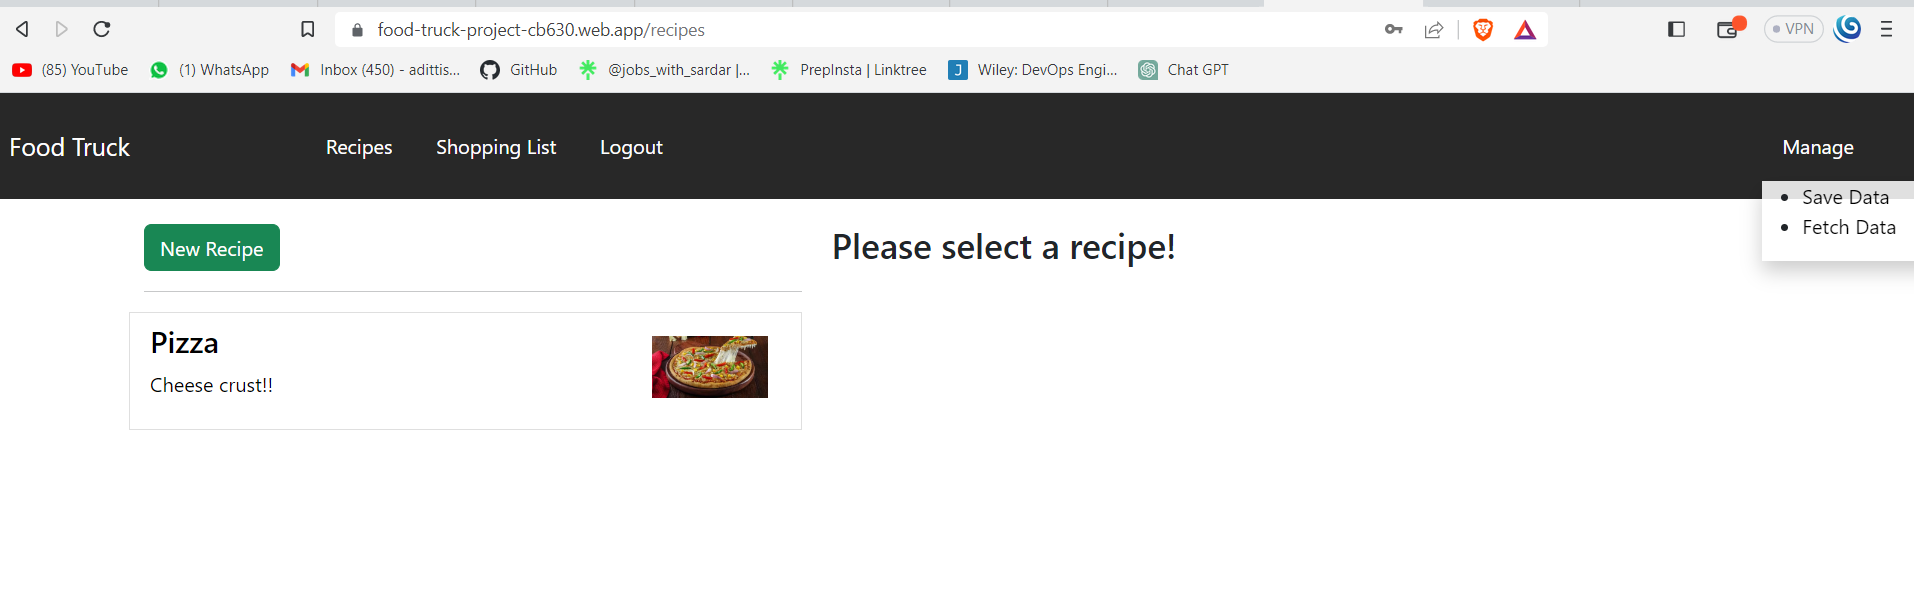 food-truck-project-cb630.web.app/recipes
VPN
(85) YouTube
(1) WhatsApp
Inbox (450) - adittis...
GitHub
@jobs_with_sardar |...
PrepInsta | Linktree
J
Wiley: DevOps Engi...
Chat GPT
Food Truck
Recipes
Shopping List
Logout
Manage
Save Data
Fetch Data
New Recipe
Please select a recipe!
Pizza
Cheese crust!!